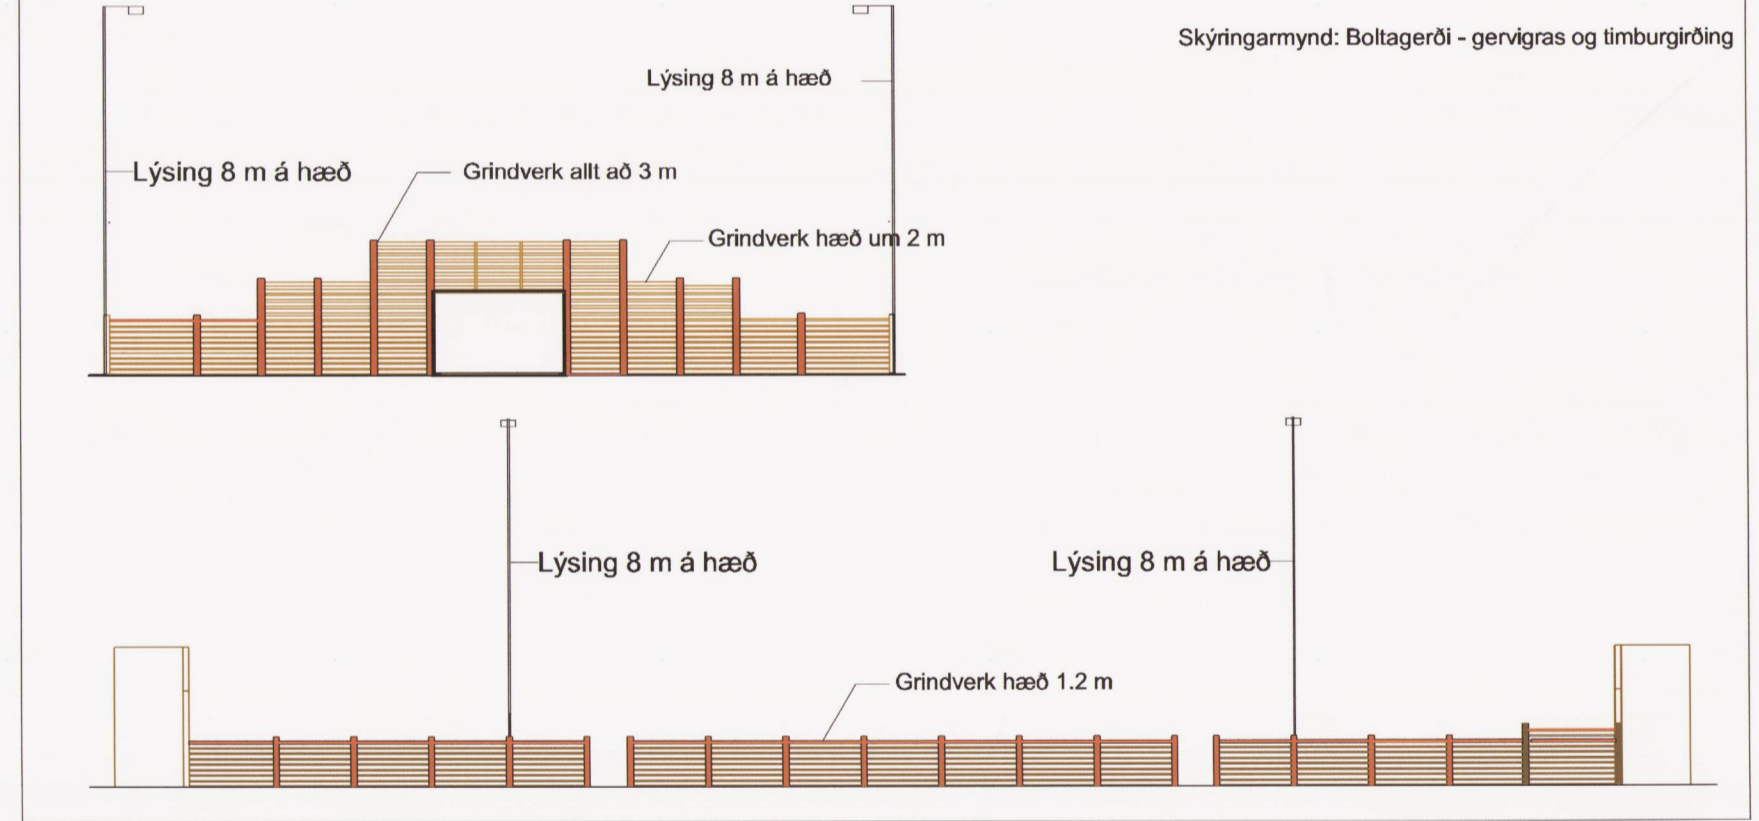 Skýringarmynd: Boltagerði - gervigras og timburgirðing
Lýsing 8 m á hæð
Lýsing 8 m á hæð
Grindverk allt að 3 m
Grindverk hæð um 2 m
Lýsing 8 m á hæð
Lýsing 8 m á hæð
Grindverk hæð 1.2 m